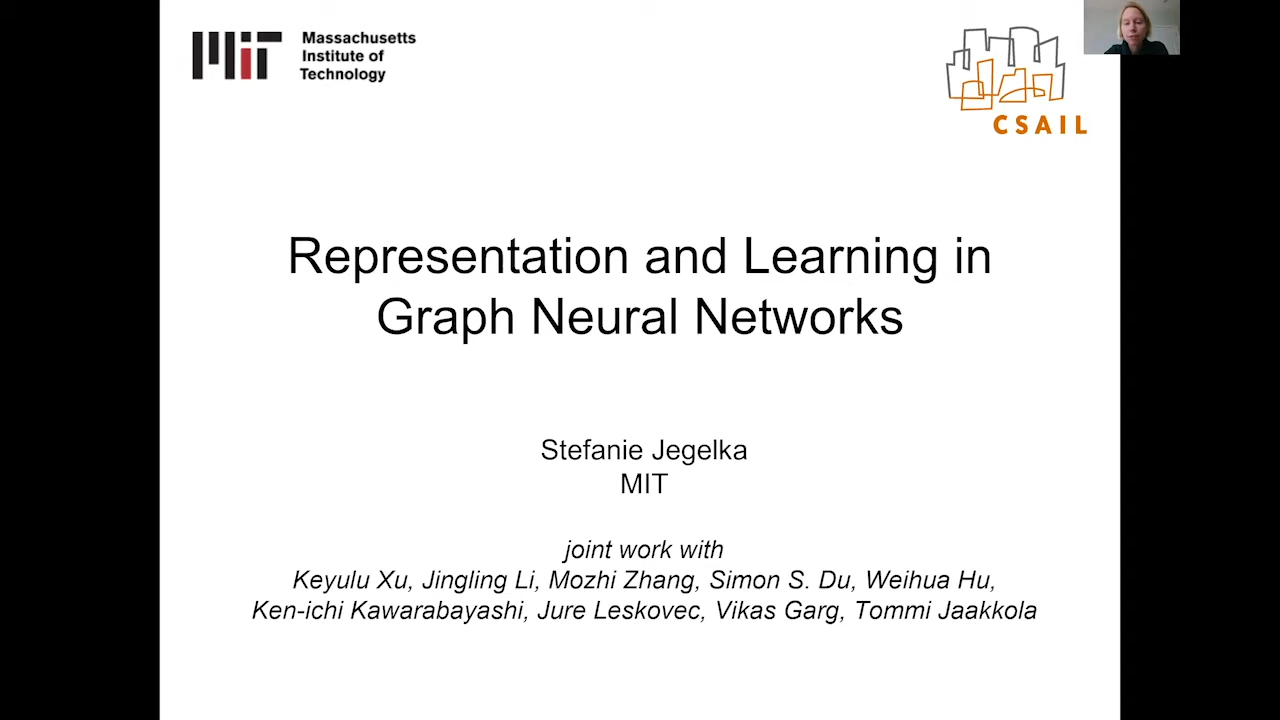 Massachusetts
Institute of
Technology
MIT
CSAIL
Representation and Learning in
Graph Neural Networks
Stefanie Jegelka
MIT
joint work with
Keyulu Xu, Jingling Li, Mozhi Zhang, Simon S. Du, Weihua Hu,
Ken-ichi Kawarabayashi, Jure Leskovec, Vikas Garg, Tommi Jaakkola